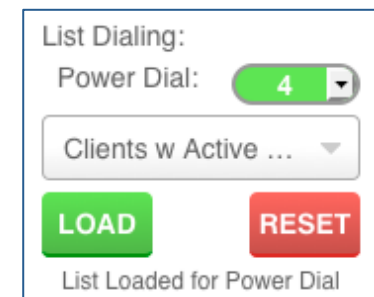 List Dialing:
Power Dial: 4
Clients w Active ...
LOAD RESET
List Loaded for Power Dial